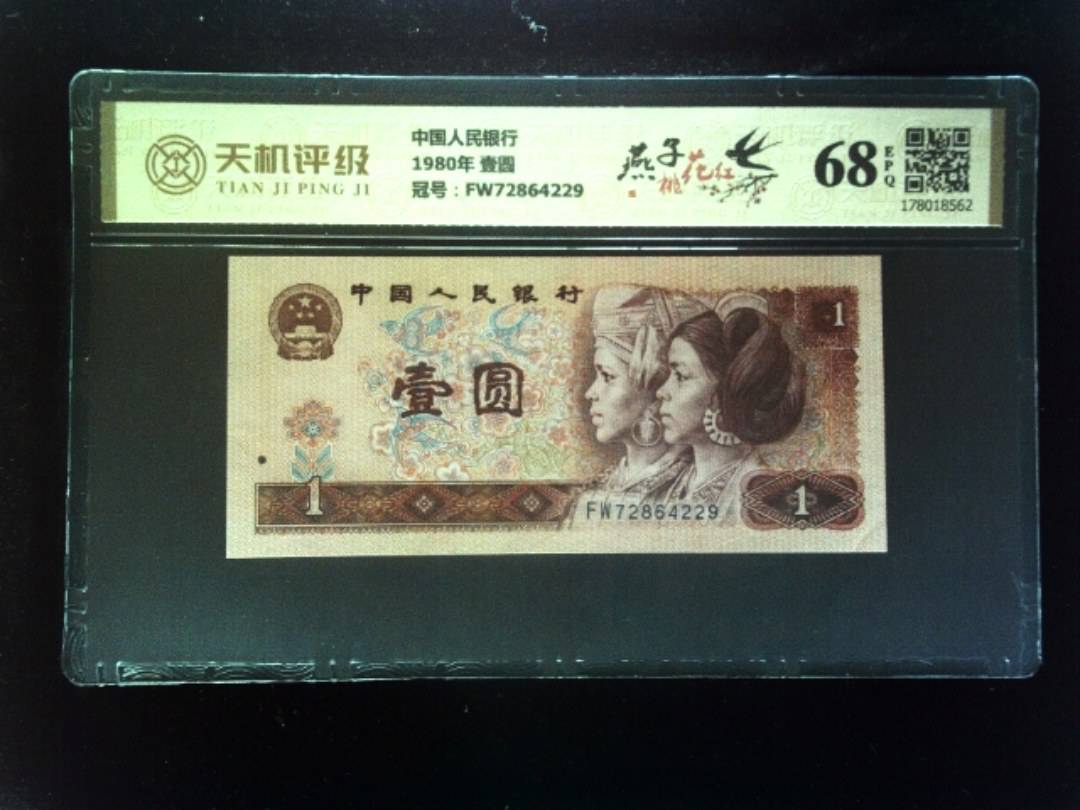 天机评级
TIAN JI PING JI
中国人民银行
1980年 壹圆
冠号：FW72864229
燕子
桃花红
68
EPQ
178018562
中国人民银行
1
壹圆
1
FW72864229
1